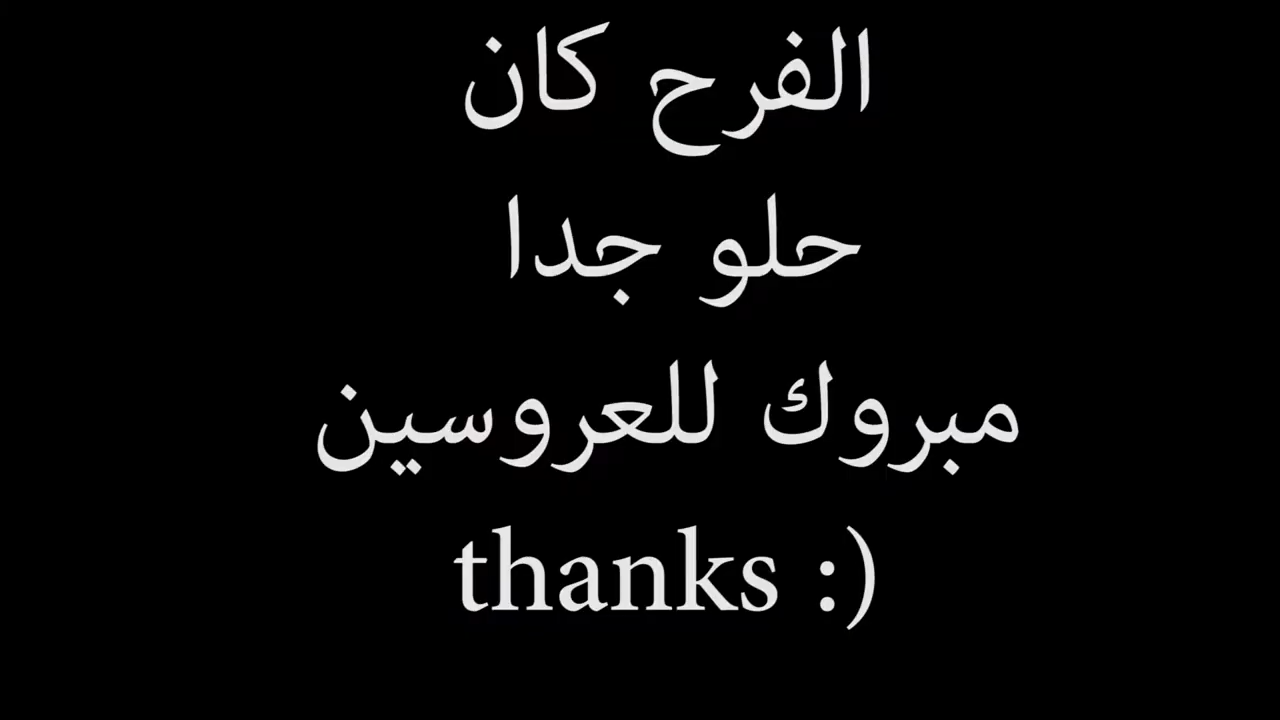 الفرح كان
حلو جدا
مبروك للعروسين
thanks :)